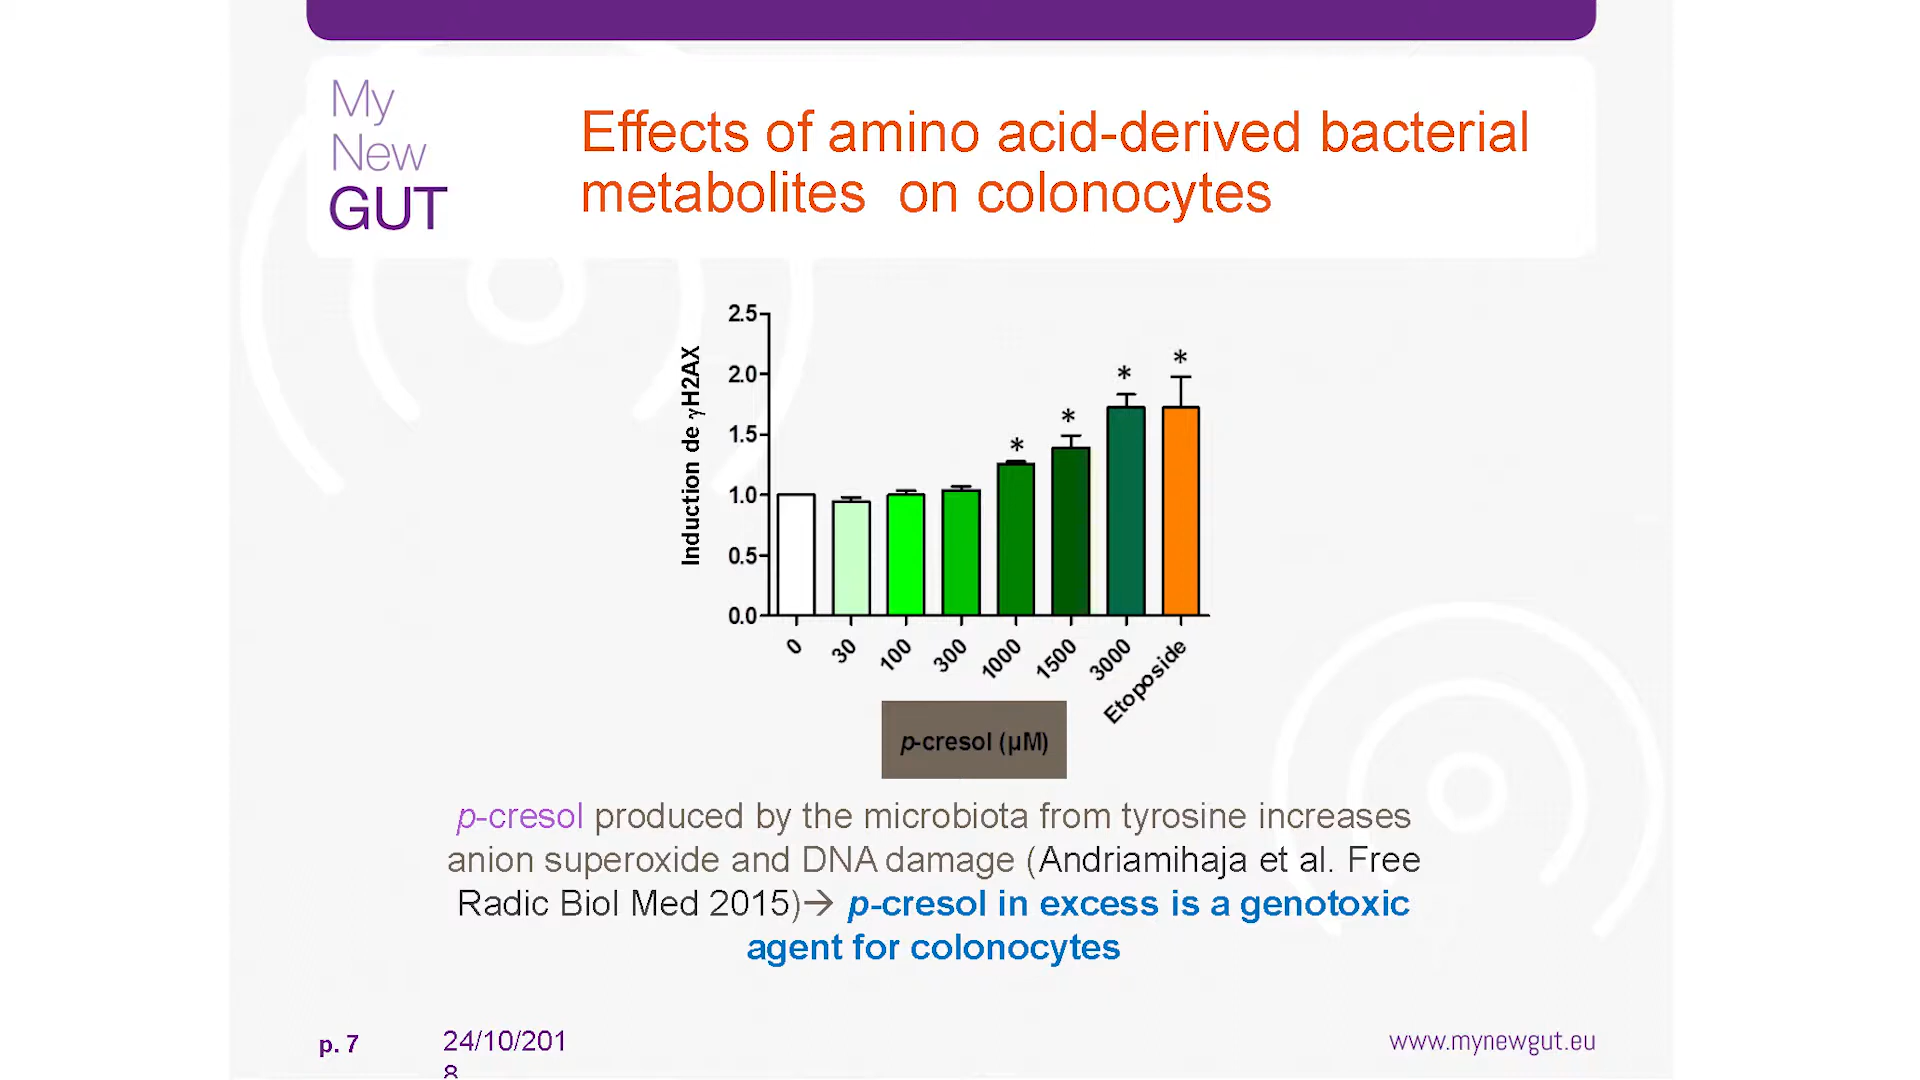 My
New
GUT
Effects of amino acid-derived bacterial
metabolites on colonocytes
Induction de γH2AX
2.5
2.0
1.5
1.0
0.5
0.0
* * * *
0 30 100 300 1000 1500 3000 Etoposide
p-cresol (µM)
p-cresol produced by the microbiota from tyrosine increases
anion superoxide and DNA damage (Andriamihaja et al. Free
Radic Biol Med 2015)→ p-cresol in excess is a genotoxic
agent for colonocytes
p. 7
24/10/201
8
www.mynewgut.eu